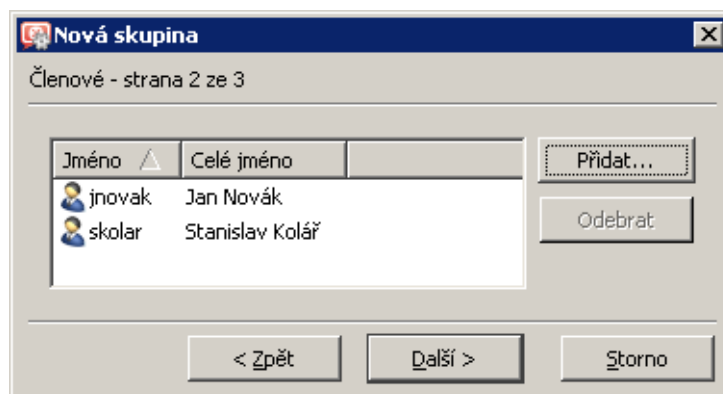 Nová skupina
Členové - strana 2 ze 3
Jméno Celé jméno
Přidat...
jnovak Jan Novák
skolar Stanislav Kolář
Odebrat
< Zpět Další > Storno